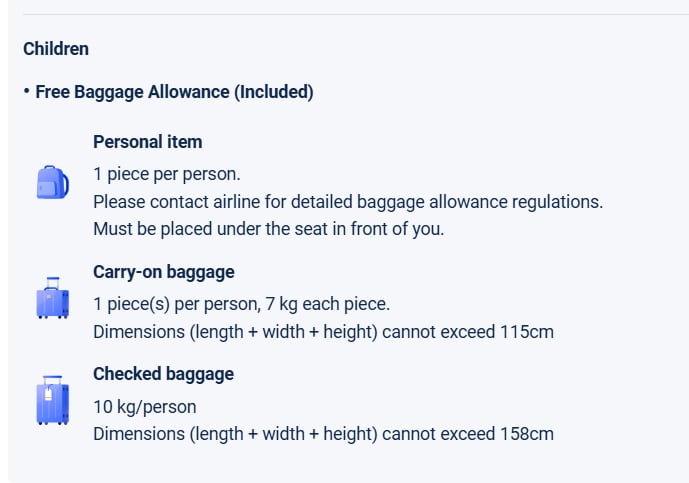 Children
• Free Baggage Allowance (Included)
Personal item
1 piece per person.
Please contact airline for detailed baggage allowance regulations.
Must be placed under the seat in front of you.
Carry-on baggage
1 piece(s) per person, 7 kg each piece.
Dimensions (length + width + height) cannot exceed 115cm
Checked baggage
10 kg/person
Dimensions (length + width + height) cannot exceed 158cm